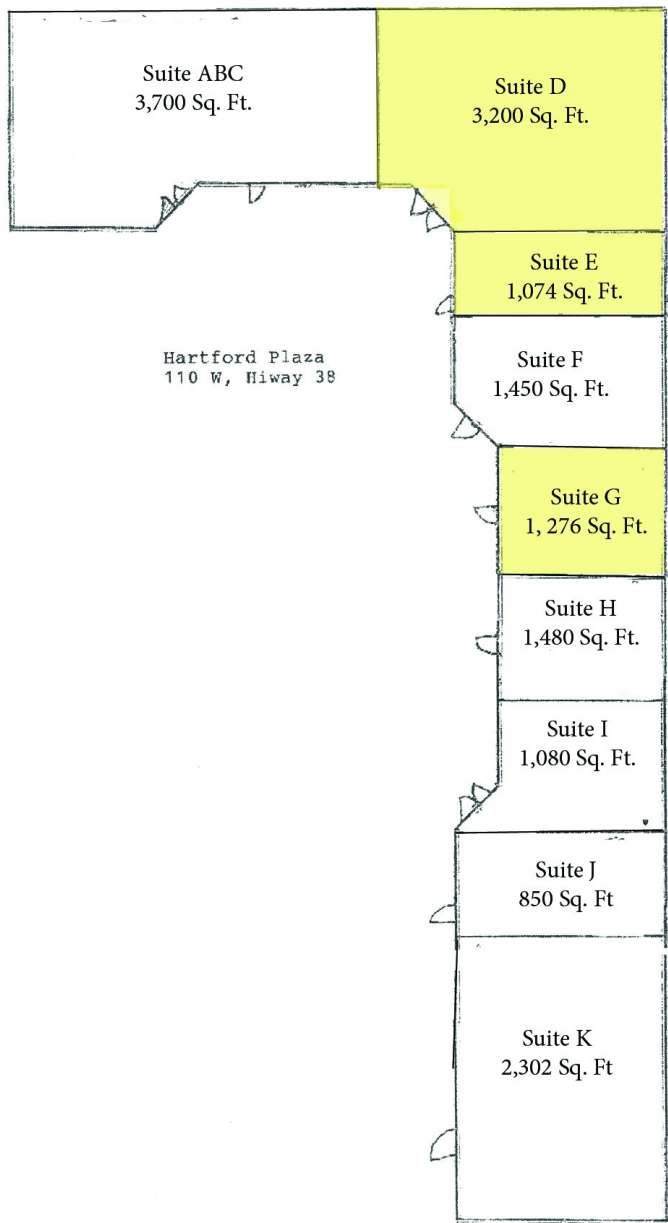 Suite ABC
3,700 Sq. Ft.
Suite D
3,200 Sq. Ft.
Suite E
1,074 Sq. Ft.
Hartford Plaza
110 W, Hiway 38
Suite F
1,450 Sq. Ft.
Suite G
1, 276 Sq. Ft.
Suite H
1,480 Sq. Ft.
Suite I
1,080 Sq. Ft.
Suite J
850 Sq. Ft
Suite K
2,302 Sq. Ft